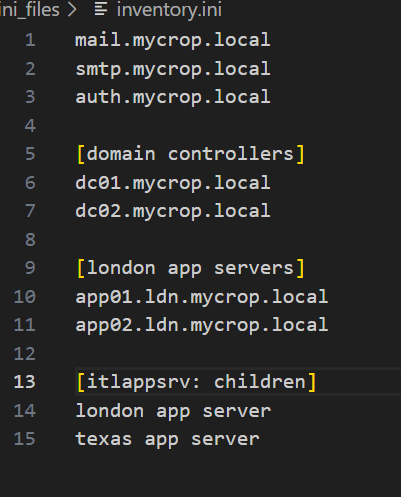 ini_files > inventory.ini
1 mail.mycrop.local
2 smtp.mycrop.local
3 auth.mycrop.local
4
5 [domain controllers]
6 dc01.mycrop.local
7 dc02.mycrop.local
8
9 [london app servers]
10 app01.ldn.mycrop.local
11 app02.ldn.mycrop.local
12
13 [itlappsrv: children]
14 london app server
15 texas app server